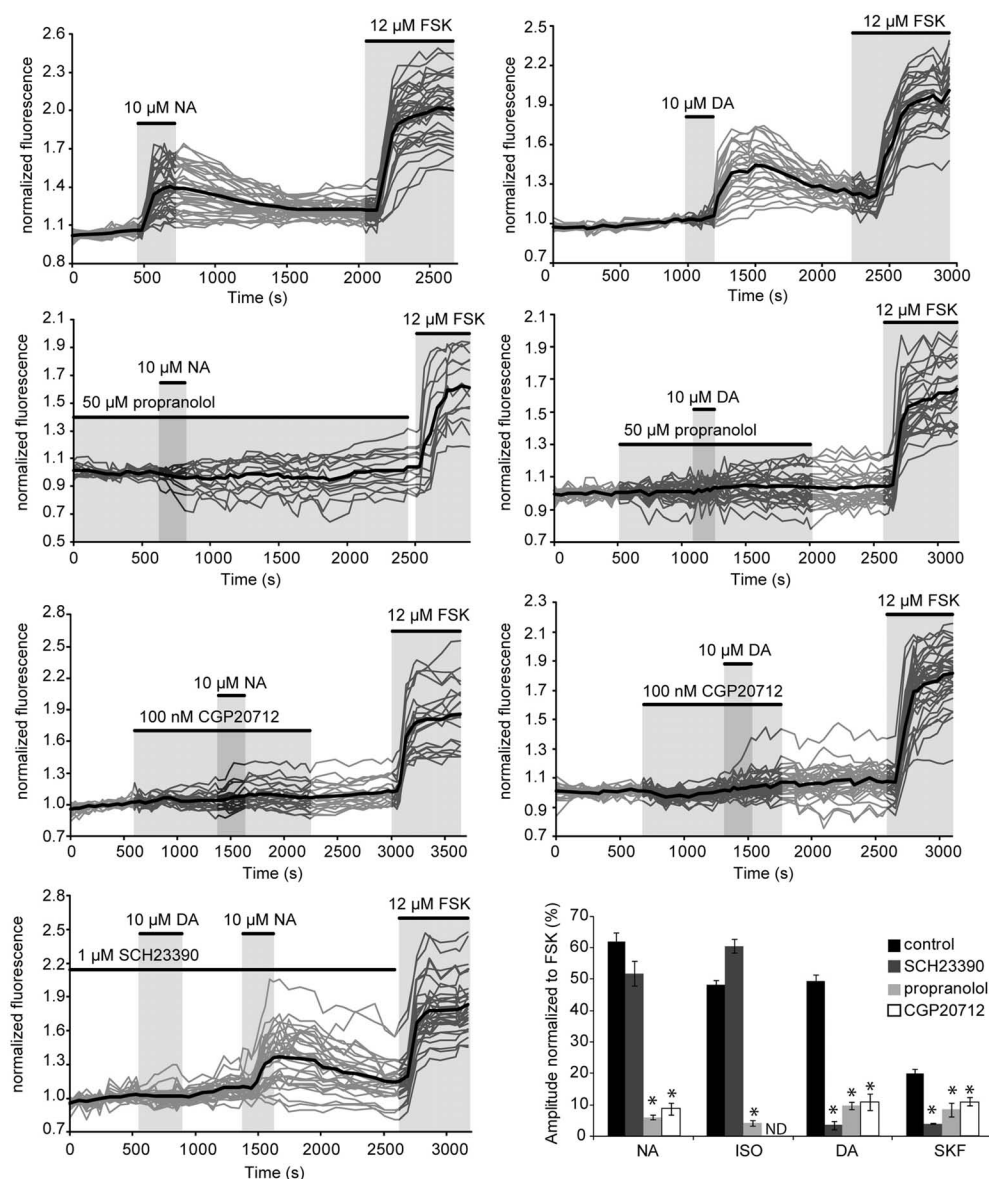 12 µM FSK
10 µM NA
normalized fluorescence
2.6
2.3
2.0
1.7
1.4
1.1
0.8
0 500 1000 1500 2000 2500
Time (s)
12 µM FSK
10 µM DA
normalized fluorescence
2.5
2.2
1.9
1.6
1.3
1.0
0.7
0 500 1000 1500 2000 2500 3000
Time (s)
12 µM FSK
10 µM NA
50 µM propranolol
normalized fluorescence
2.1
1.9
1.7
1.5
1.3
1.1
0.9
0.7
0.5
0 500 1000 1500 2000 2500
Time (s)
12 µM FSK
10 µM DA
50 µM propranolol
normalized fluorescence
2.1
1.9
1.7
1.5
1.3
1.1
0.9
0.7
0 500 1000 1500 2000 2500 3000
Time (s)
12 µM FSK
10 µM NA
100 nM CGP20712
normalized fluorescence
2.8
2.5
2.2
1.9
1.6
1.3
1.0
0.7
0 500 1000 1500 2000 2500 3000 3500
Time (s)
12 µM FSK
10 µM DA
100 nM CGP20712
normalized fluorescence
2.3
2.1
1.9
1.7
1.5
1.3
1.1
0.9
0.7
0 500 1000 1500 2000 2500 3000
Time (s)
12 µM FSK
10 µM DA 10 µM NA
1 µM SCH23390
normalized fluorescence
2.8
2.5
2.2
1.9
1.6
1.3
1.0
0.7
0 500 1000 1500 2000 2500 3000
Time (s)
Amplitude normalized to FSK (%)
70
60
50
40
30
20
10
0
control
SCH23390
propranolol
CGP20712
* * * ND * * * * * *
NA ISO DA SKF